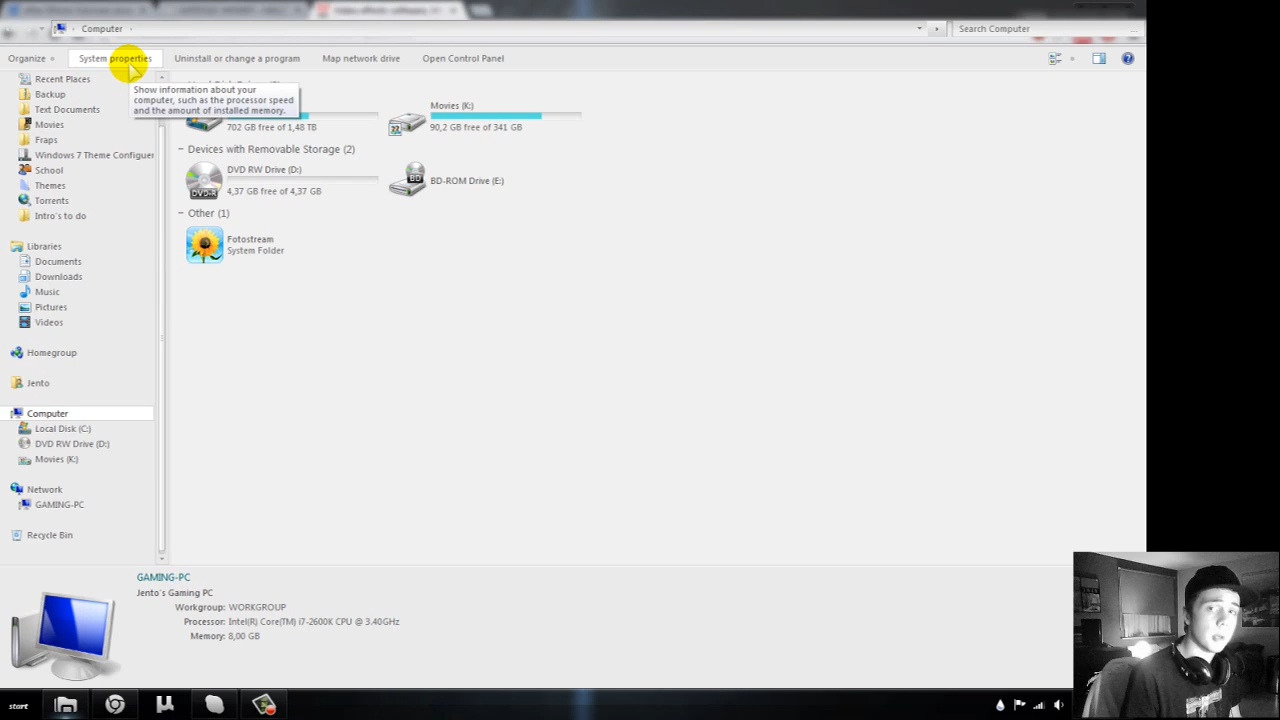 Computer
Search Computer
Organize
System properties
Uninstall or change a program
Map network drive
Open Control Panel
Show information about your
computer, such as the processor speed
and the amount of installed memory.
Recent Places
Backup
Text Documents
Movies
Fraps
Windows 7 Theme Configuer
School
Themes
Torrents
Intro's to do
Libraries
Documents
Downloads
Music
Pictures
Videos
Homegroup
Jento
Computer
Local Disk (C:)
DVD RW Drive (D:)
Movies (K:)
Network
GAMING-PC
Recycle Bin
702 GB free of 1,48 TB
Movies (K:)
90,2 GB free of 341 GB
Devices with Removable Storage (2)
DVD RW Drive (D:)
4,37 GB free of 4,37 GB
BD-ROM Drive (E:)
Other (1)
Fotostream
System Folder
GAMING-PC
Jento's Gaming PC
Workgroup: WORKGROUP
Processor: Intel(R) Core(TM) i7-2600K CPU @ 3.40GHz
Memory: 8,00 GB
start